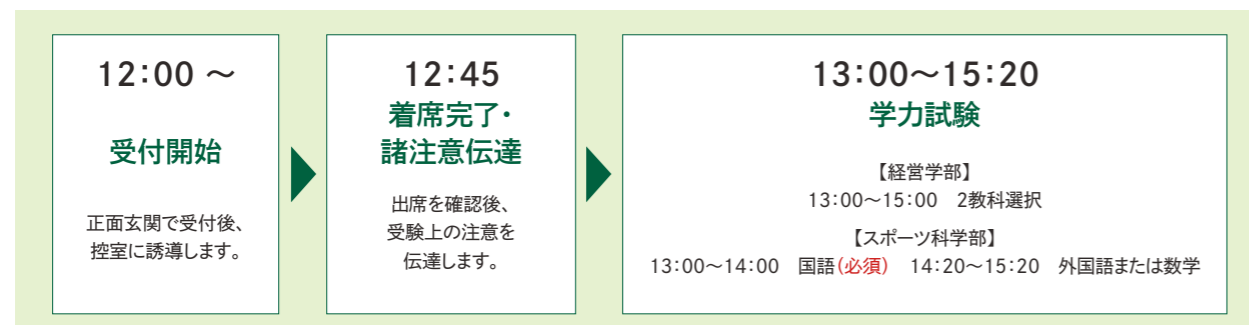 12:00 ～
受付開始
正面玄関で受付後、
控室に誘導します。
12:45
着席完了・
諸注意伝達
出席を確認後、
受験上の注意を
伝達します。
13:00～15:20
学力試験
【経営学部】
13:00～15:00　2教科選択
【スポーツ科学部】
13:00～14:00　国語(必須)　14:20～15:20　外国語または数学